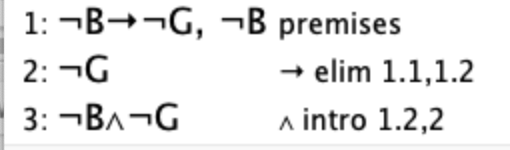 1: ¬B→¬G, ¬B premises
2: ¬G → elim 1.1,1.2
3: ¬B∧¬G ∧ intro 1.2,2